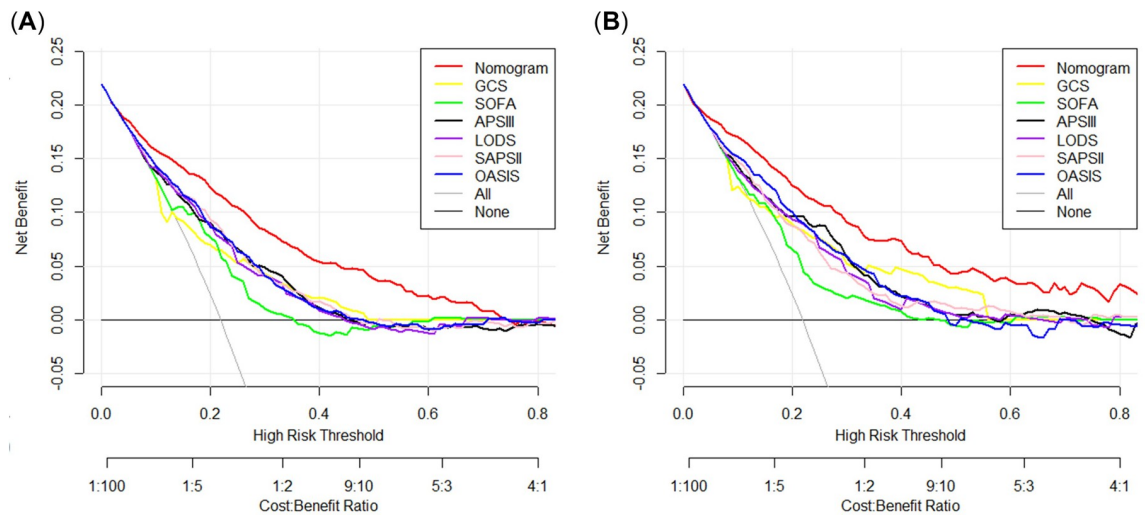 (A)
Net Benefit
0.25
0.20
0.15
0.10
0.05
0.00
-0.05
Nomogram
GCS
SOFA
APSIII
LODS
SAPSII
OASIS
All
None
0.0 0.2 0.4 0.6 0.8
High Risk Threshold
1:100 1:5 1:2 9:10 5:3 4:1
Cost:Benefit Ratio
(B)
Net Benefit
0.25
0.20
0.15
0.10
0.05
0.00
-0.05
Nomogram
GCS
SOFA
APSIII
LODS
SAPSII
OASIS
All
None
0.0 0.2 0.4 0.6 0.8
High Risk Threshold
1:100 1:5 1:2 9:10 5:3 4:1
Cost:Benefit Ratio